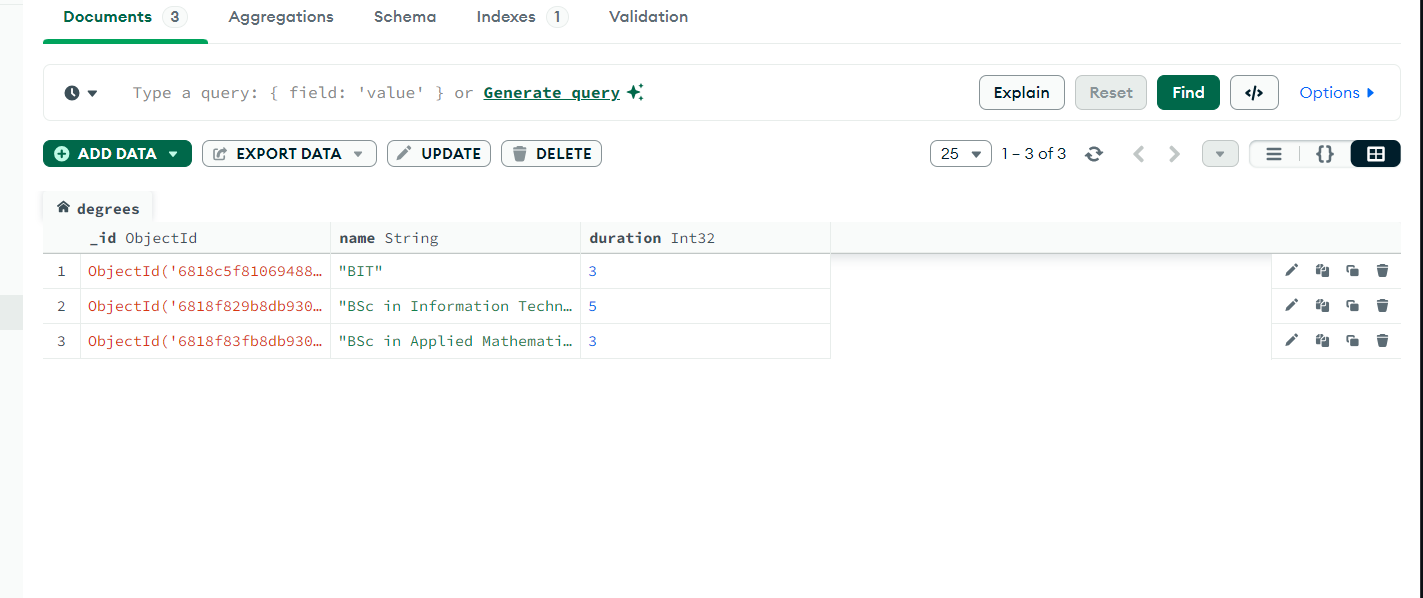 Documents 3 Aggregations Schema Indexes 1 Validation
Type a query: { field: 'value' } or Generate query Explain Reset Find </> Options
ADD DATA EXPORT DATA UPDATE DELETE 25 1 – 3 of 3 {}
degrees
_id ObjectId name String duration Int32
1 ObjectId('6818c5f81069488… "BIT" 3
2 ObjectId('6818f829b8db930… "BSc in Information Techn… 5
3 ObjectId('6818f83fb8db930… "BSc in Applied Mathemati… 3